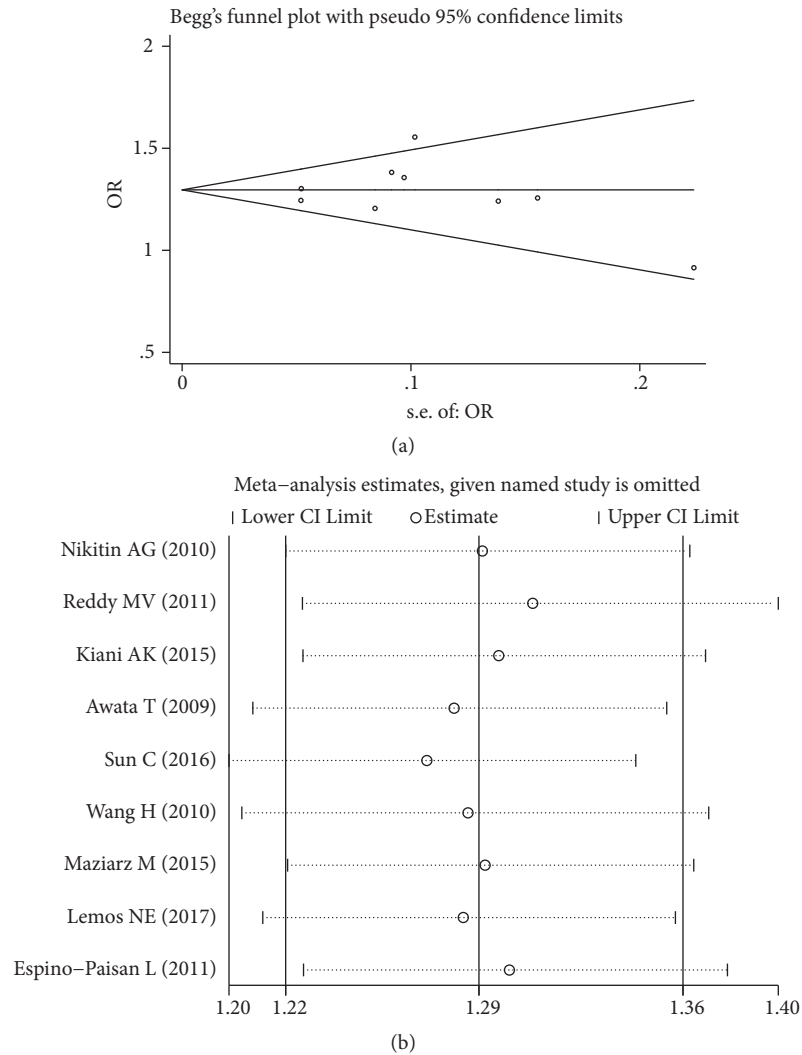 Begg's funnel plot with pseudo 95% confidence limits
2
1.5
1
.5
OR
0 .1 .2
s.e. of: OR
(a)
Meta−analysis estimates, given named study is omitted
Lower CI Limit Estimate Upper CI Limit
Nikitin AG (2010)
Reddy MV (2011)
Kiani AK (2015)
Awata T (2009)
Sun C (2016)
Wang H (2010)
Maziarz M (2015)
Lemos NE (2017)
Espino−Paisan L (2011)
1.20 1.22 1.29 1.36 1.40
(b)